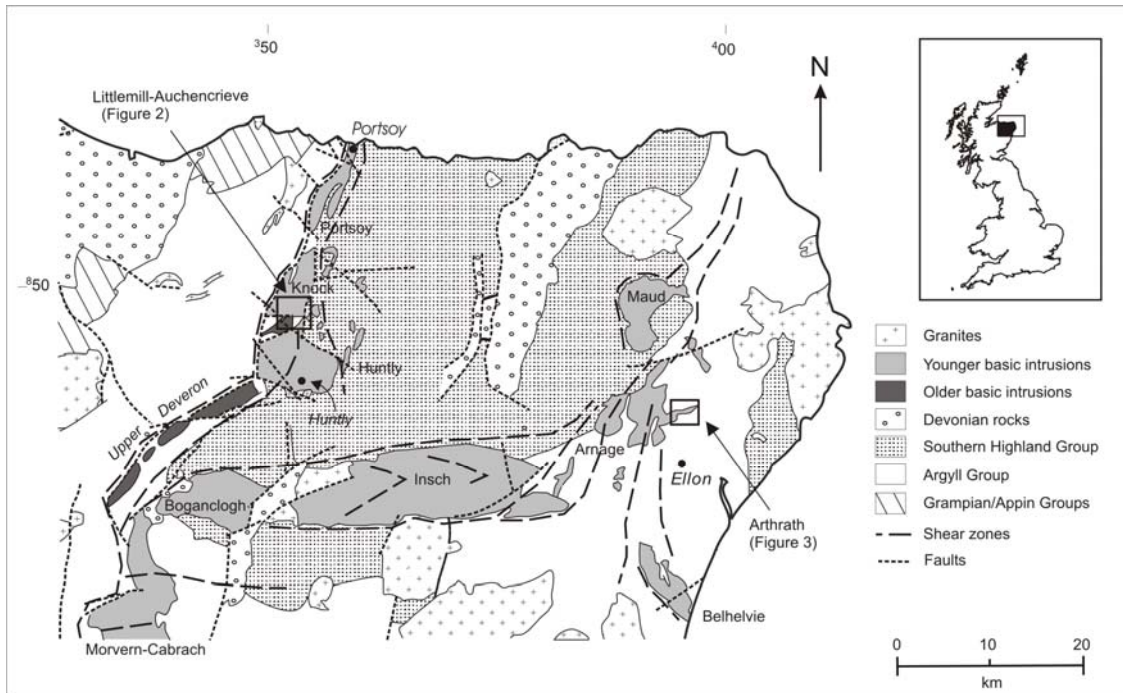 ³50
⁴00
N
Littlemill-Auchencrieve
(Figure 2)
Portsoy
Portsoy
⁸50
Knock
Maud
Huntly
Huntly
Upper Deveron
Arnage
Insch
Ellon
Boganclogh
Arthrath
(Figure 3)
Belhelvie
Morvern-Cabrach
Granites
Younger basic intrusions
Older basic intrusions
Devonian rocks
Southern Highland Group
Argyll Group
Grampian/Appin Groups
Shear zones
Faults
0 10 20
km